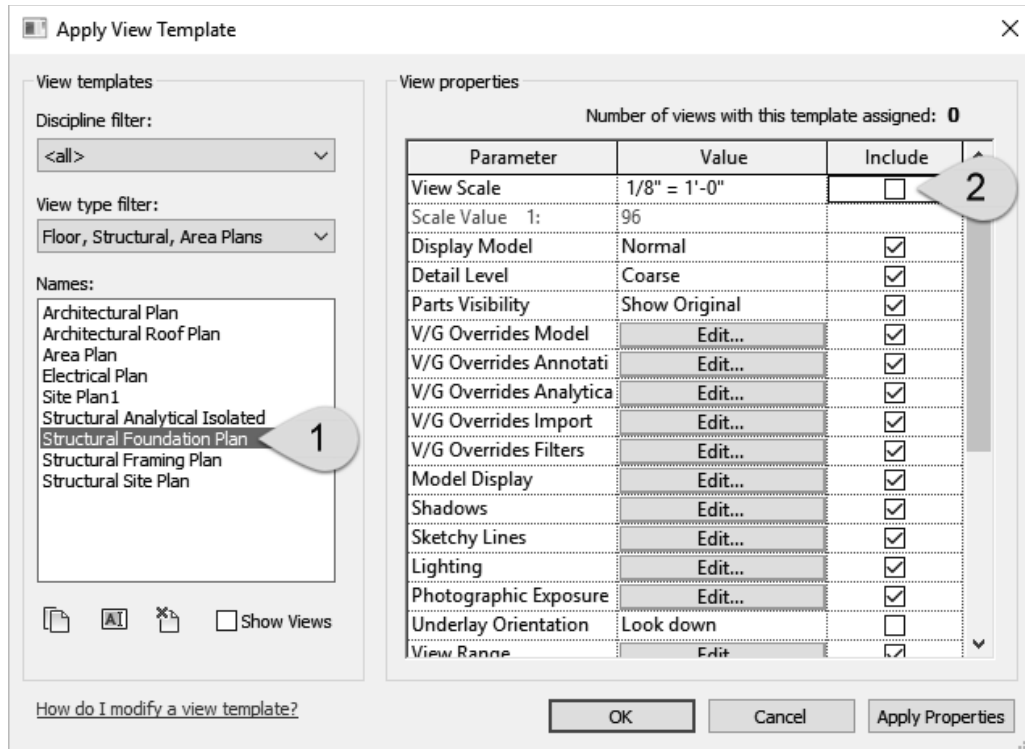 Apply View Template
View templates
Discipline filter:
<all>
View type filter:
Floor, Structural, Area Plans
Names:
Architectural Plan
Architectural Roof Plan
Area Plan
Electrical Plan
Site Plan1
Structural Analytical Isolated
Structural Foundation Plan
1
Structural Framing Plan
Structural Site Plan
AI
Show Views
How do I modify a view template?
View properties
Number of views with this template assigned: 0
Parameter Value Include
View Scale 1/8" = 1'-0"
2
Scale Value 1: 96
Display Model Normal
Detail Level Coarse
Parts Visibility Show Original
V/G Overrides Model Edit...
V/G Overrides Annotati Edit...
V/G Overrides Analytica Edit...
V/G Overrides Import Edit...
V/G Overrides Filters Edit...
Model Display Edit...
Shadows Edit...
Sketchy Lines Edit...
Lighting Edit...
Photographic Exposure Edit...
Underlay Orientation Look down
View Range Edit
OK Cancel Apply Properties